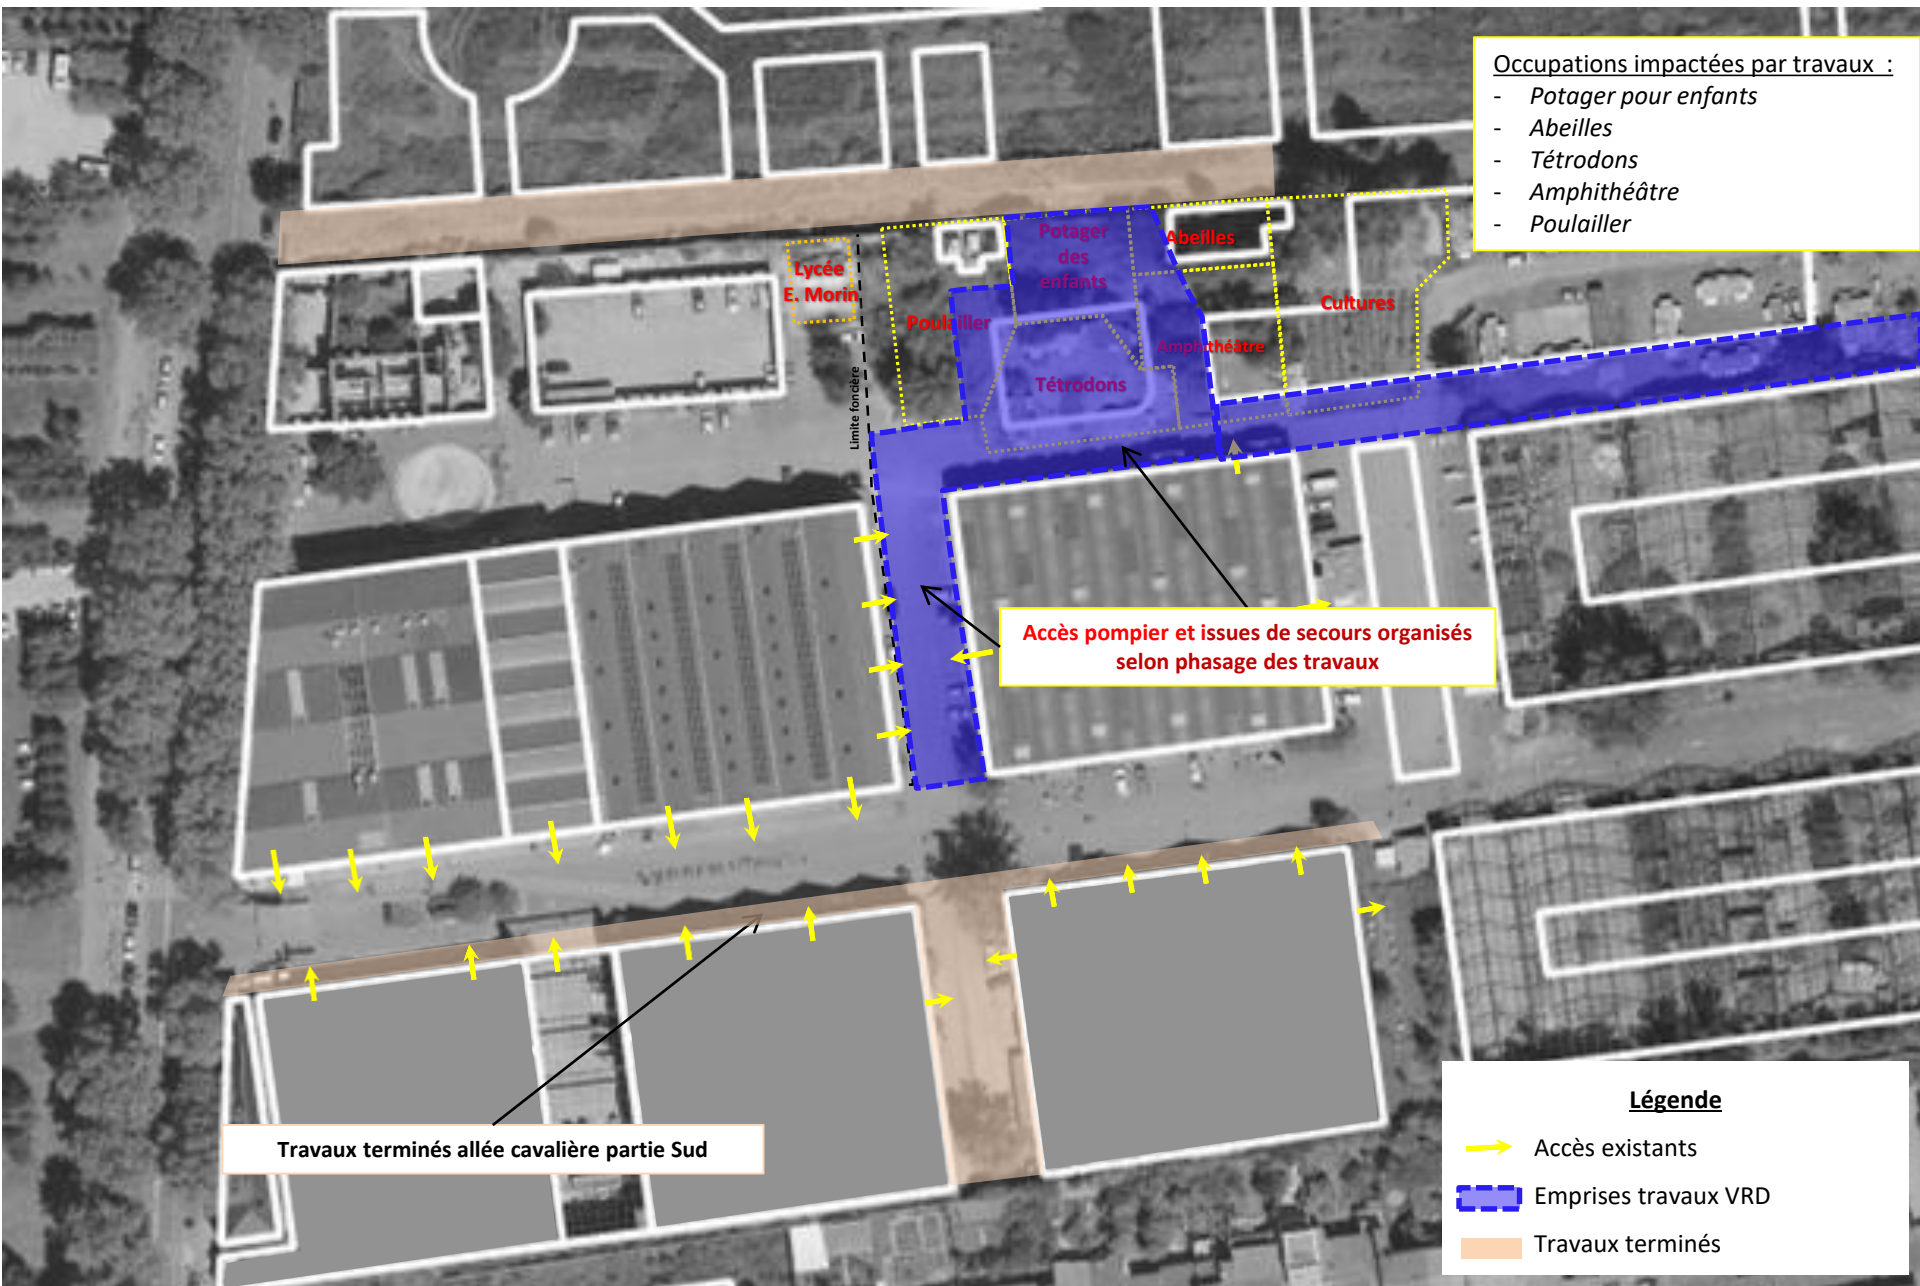 Occupations impactées par travaux :
- Potager pour enfants
- Abeilles
- Tétrodons
- Amphithéâtre
- Poulailler
Potager
des
enfants
Abeilles
Lycée
E. Morin
Poulailler
Cultures
Amphithéâtre
Tétrodons
Limite foncière
Accès pompier et issues de secours organisés
selon phasage des travaux
Travaux terminés allée cavalière partie Sud
Légende
Accès existants
Emprises travaux VRD
Travaux terminés